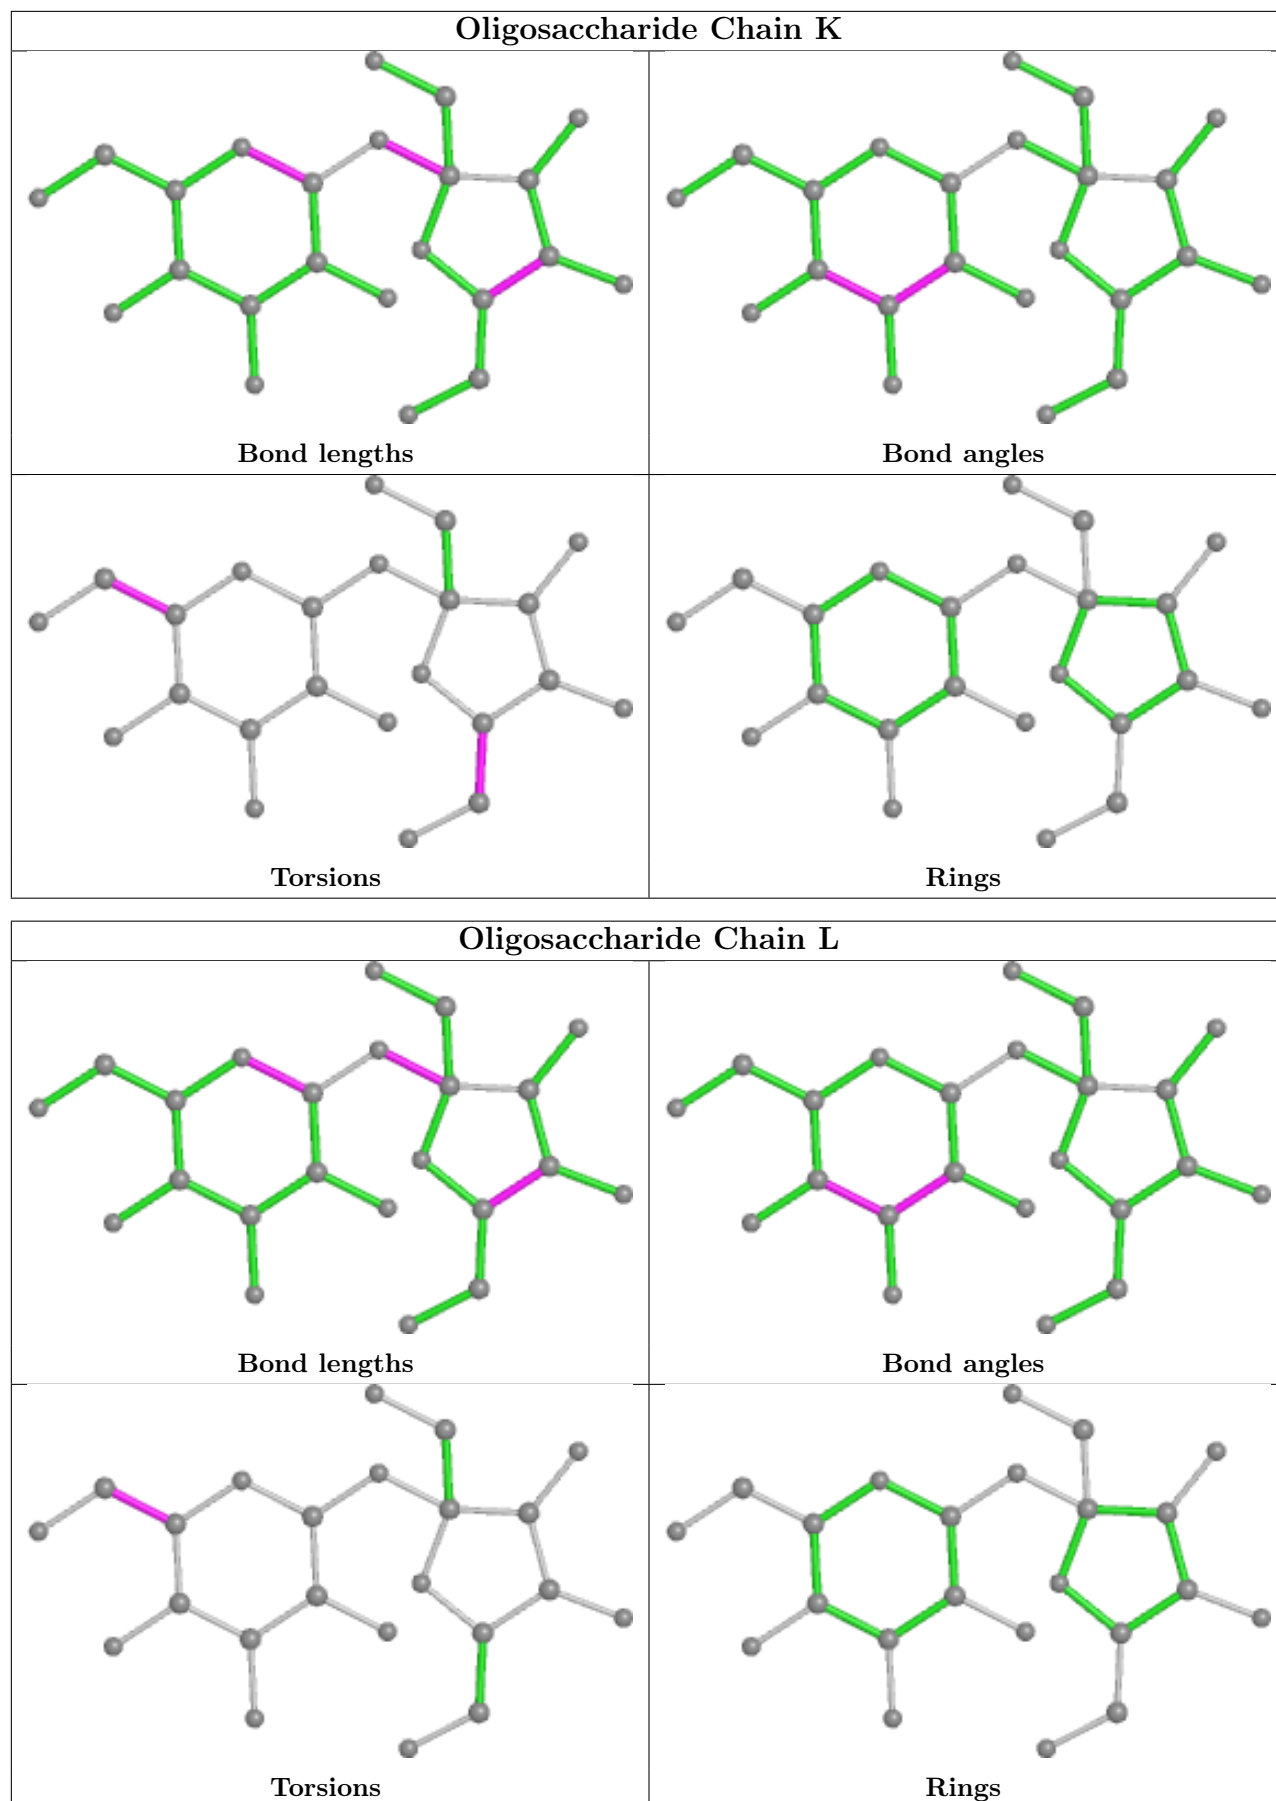 Oligosaccharide Chain K
Bond lengths
Bond angles
Torsions
Rings
Oligosaccharide Chain L
Bond lengths
Bond angles
Torsions
Rings